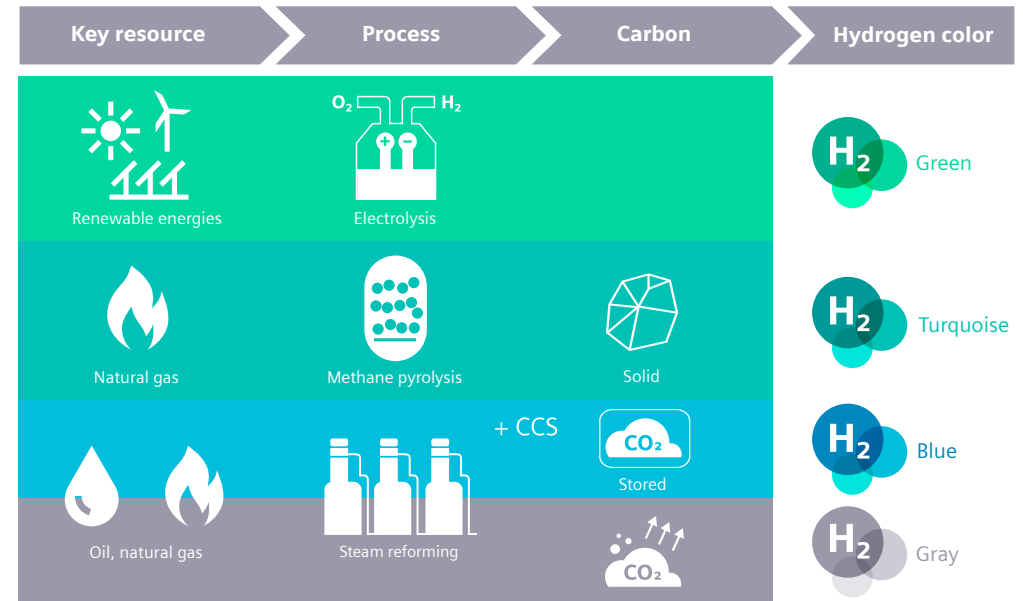 Key resource
Process
Carbon
Hydrogen color
O₂
H₂
+
−
Renewable energies
Electrolysis
H₂
Green
Natural gas
Methane pyrolysis
Solid
H₂
Turquoise
+ CCS
CO₂
Stored
H₂
Blue
Oil, natural gas
Steam reforming
CO₂
H₂
Gray